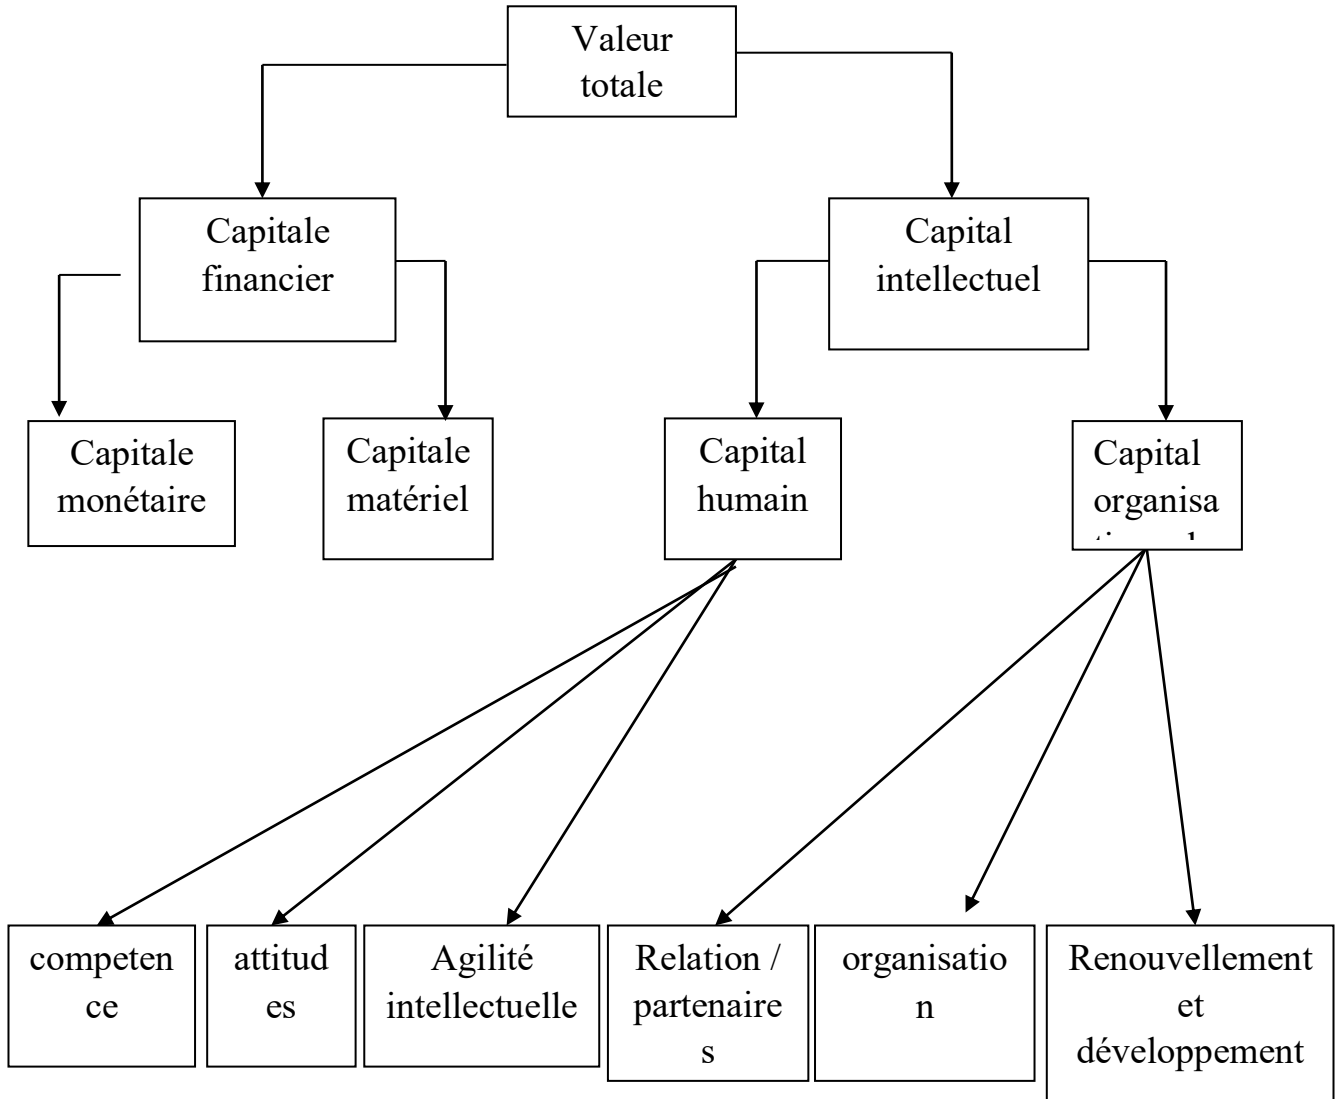 Valeur
totale
Capitale
financier
Capital
intellectuel
Capitale
monétaire
Capitale
matériel
Capital
humain
Capital
organisa
competen
ce
attitud
es
Agilité
intellectuelle
Relation /
partenaire
s
organisatio
n
Renouvellement
et
développement